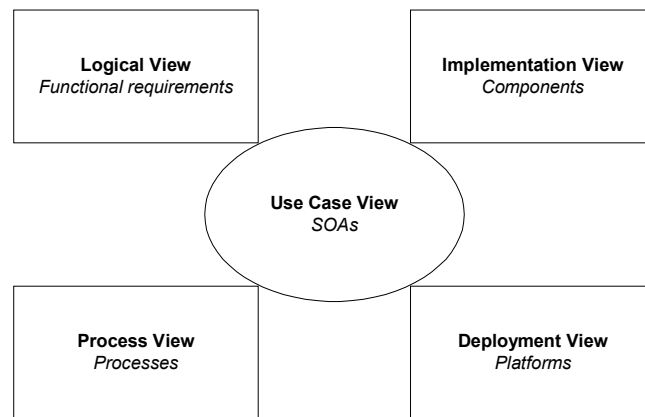 Logical View
Functional requirements
Implementation View
Components
Use Case View
SOAs
Process View
Processes
Deployment View
Platforms